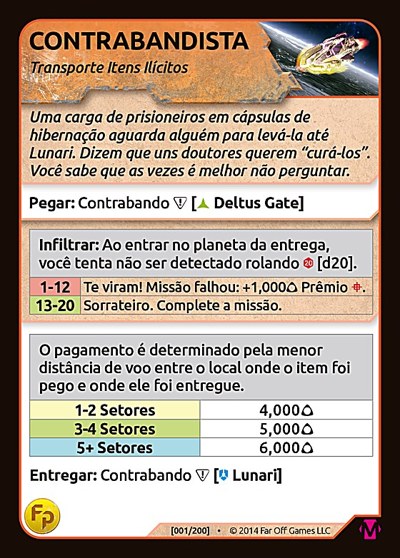 CONTRABANDISTA
Transporte Itens Ilícitos
Uma carga de prisioneiros em cápsulas de
hibernação aguarda alguém para levá-la até
Lunari. Dizem que uns doutores querem “curá-los”.
Você sabe que as vezes é melhor não perguntar.
Pegar: Contrabando [ Deltus Gate]
Infiltrar: Ao entrar no planeta da entrega,
você tenta não ser detectado rolando [d20].
1-12 Te viram! Missão falhou: +1,000 Prêmio .
13-20 Sorrateiro. Complete a missão.
O pagamento é determinado pela menor
distância de voo entre o local onde o item foi
pego e onde ele foi entregue.
1-2 Setores 4,000
3-4 Setores 5,000
5+ Setores 6,000
Entregar: Contrabando [ Lunari]
FP
[001/200] • © 2014 Far Off Games LLC